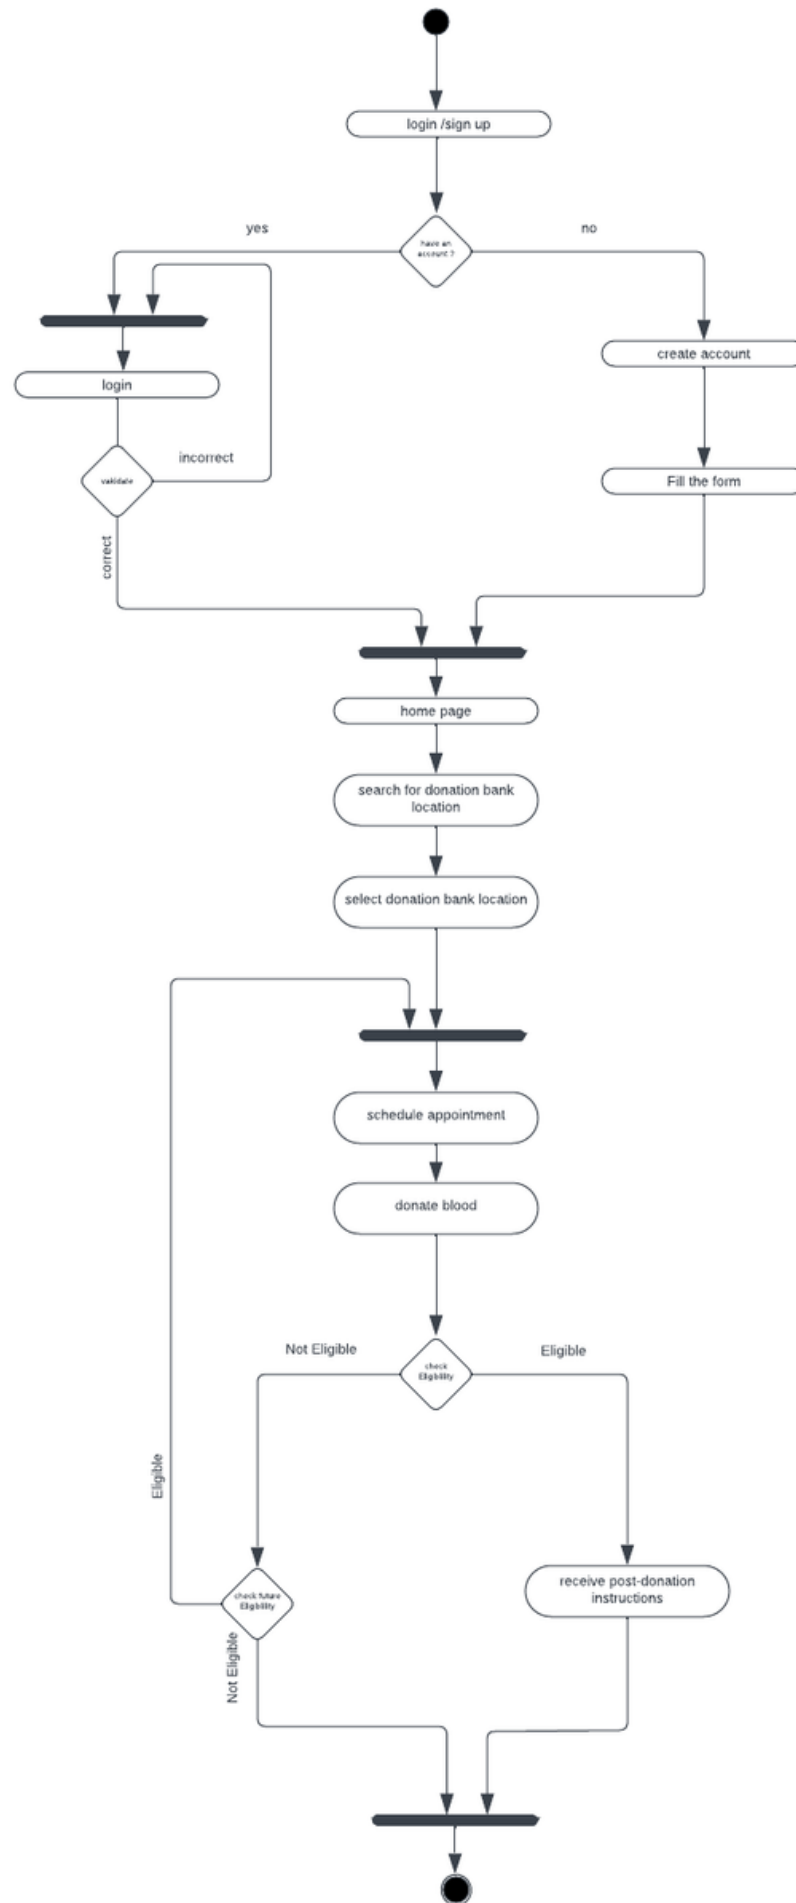 login /sign up
yes
no
have an
account ?
create account
login
incorrect
validate
Fill the form
correct
home page
search for donation bank
location
select donation bank location
schedule appointment
donate blood
Not Eligible
Eligible
check
Eligibility
Eligible
check future
Eligibility
receive post-donation
instructions
Not Eligible